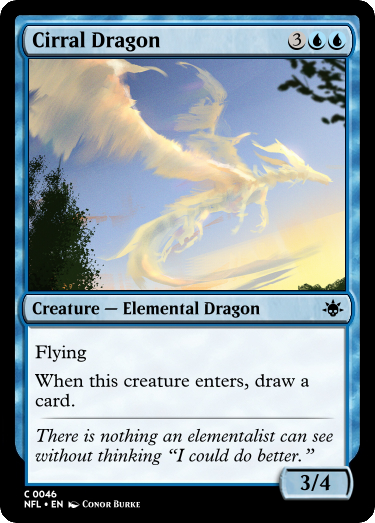 Cirral Dragon 3
Creature — Elemental Dragon
Flying
When this creature enters, draw a
card.
There is nothing an elementalist can see
without thinking “I could do better.”
3/4
C 0046
NFL • EN Conor Burke